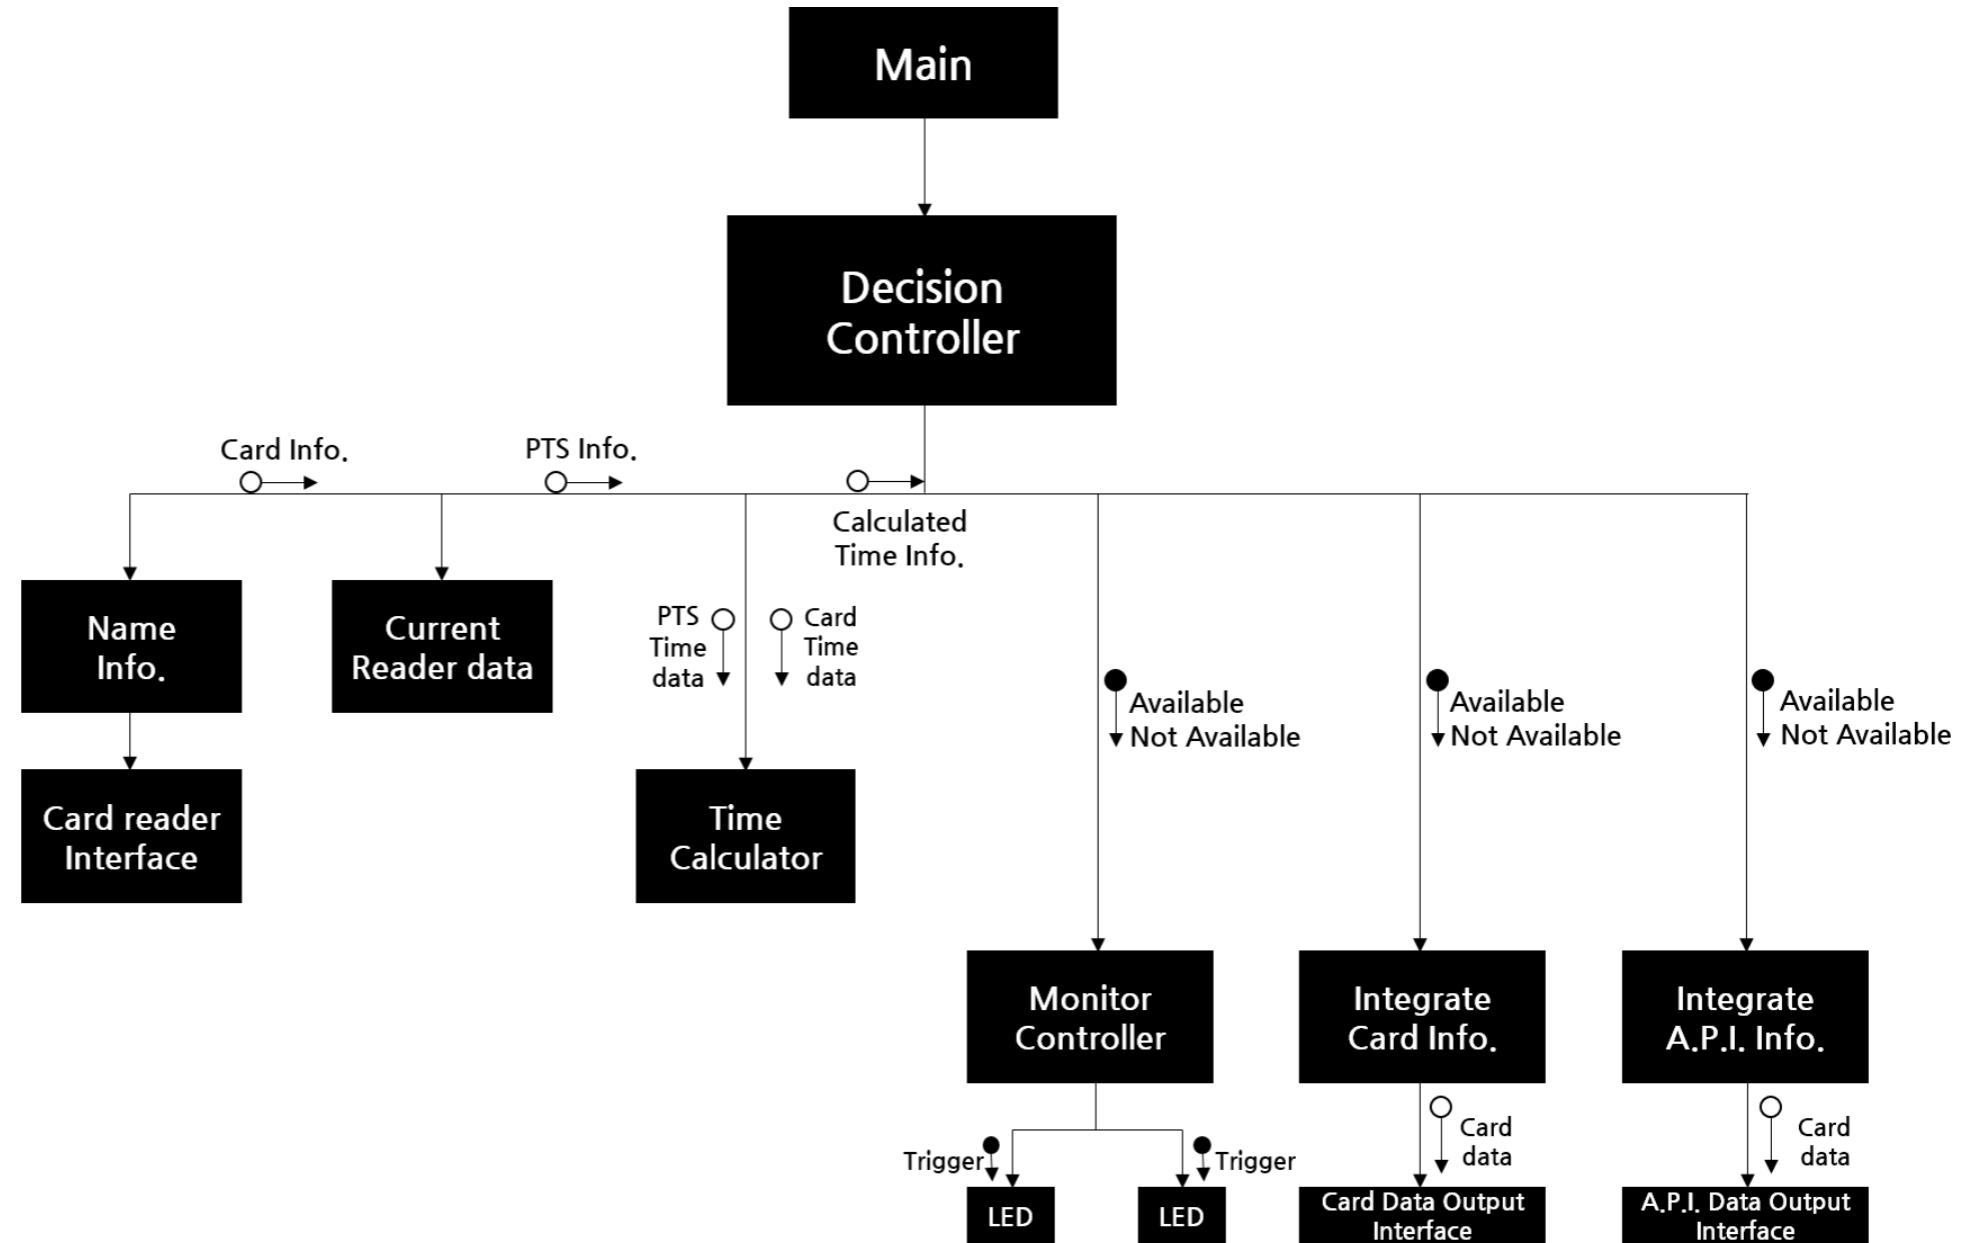 Main
Decision
Controller
Card Info.
PTS Info.
Calculated
Time Info.
Name
Info.
Current
Reader data
PTS
Time
data
Card
Time
data
Available
Not Available
Available
Not Available
Available
Not Available
Card reader
Interface
Time
Calculator
Monitor
Controller
Integrate
Card Info.
Integrate
A.P.I. Info.
Trigger
Trigger
Card
data
Card
data
LED
LED
Card Data Output
Interface
A.P.I. Data Output
Interface